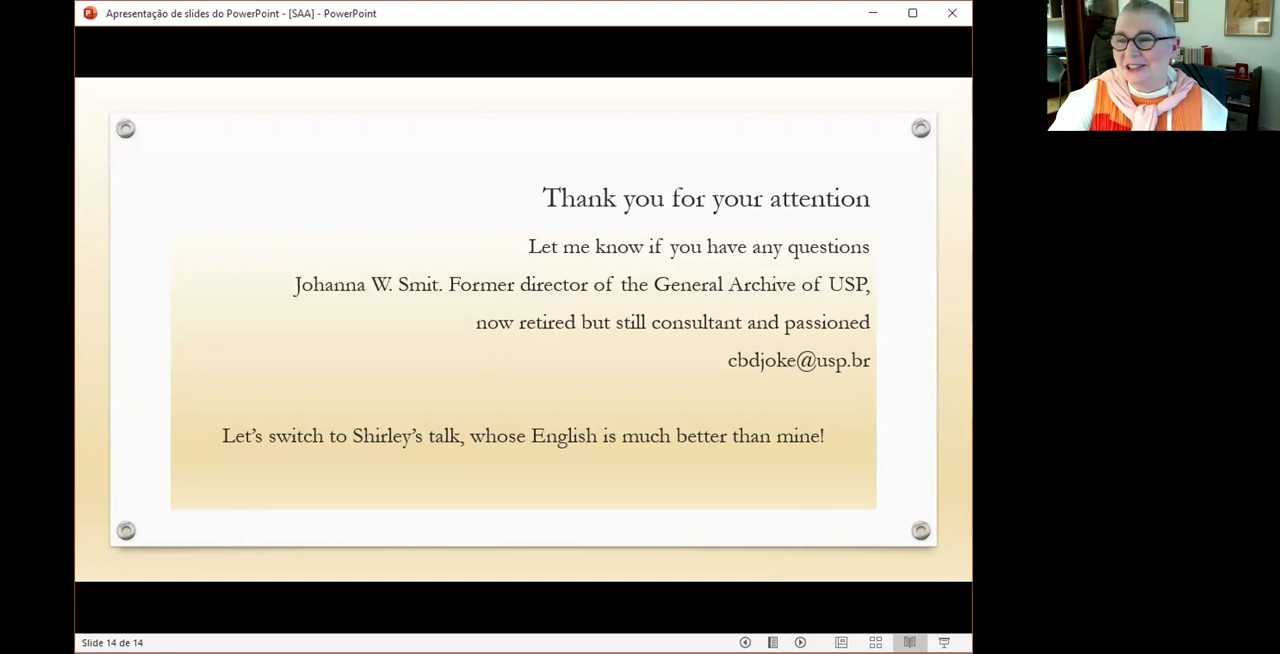 Apresentação de slides do PowerPoint - [SAA] - PowerPoint
Thank you for your attention
Let me know if you have any questions
Johanna W. Smit. Former director of the General Archive of USP,
now retired but still consultant and passioned
cbdjoke@usp.br
Let's switch to Shirley's talk, whose English is much better than mine!
Slide 14 de 14